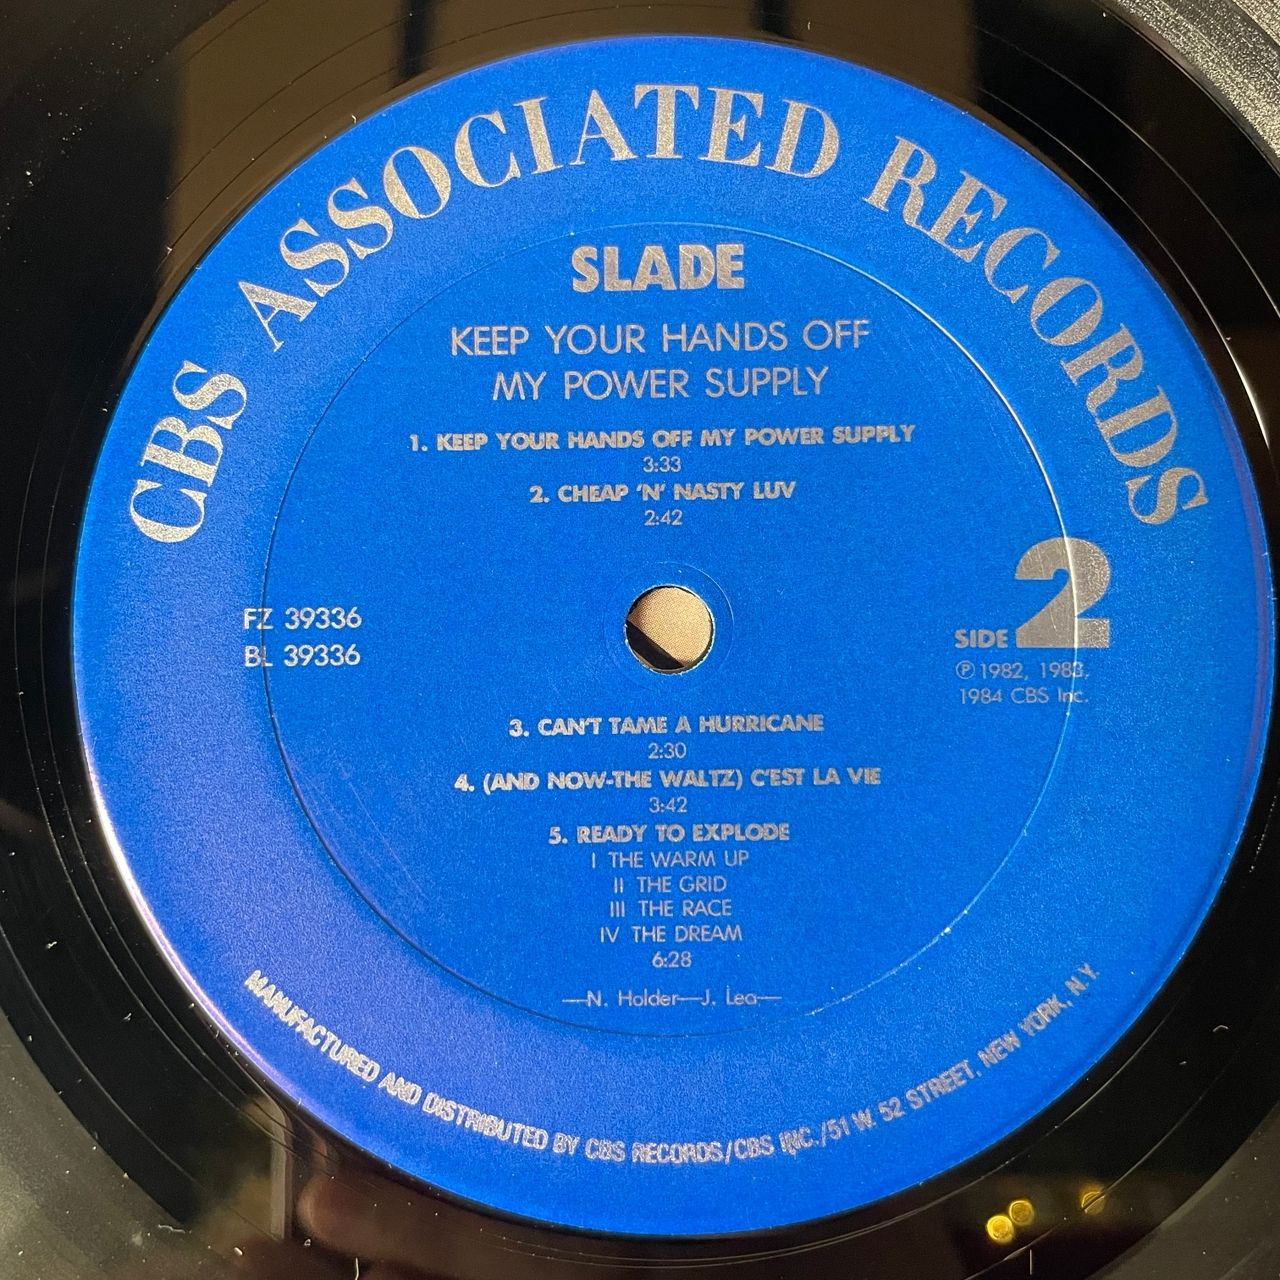 CBS ASSOCIATED RECORDS
SLADE
KEEP YOUR HANDS OFF
MY POWER SUPPLY
1. KEEP YOUR HANDS OFF MY POWER SUPPLY
3:33
2. CHEAP 'N' NASTY LUV
2:42
FZ 39336
BL 39336
SIDE 2
Ⓟ 1982, 1983,
1984 CBS Inc.
3. CAN'T TAME A HURRICANE
2:30
4. (AND NOW-THE WALTZ) C'EST LA VIE
3:42
5. READY TO EXPLODE
I THE WARM UP
II THE GRID
III THE RACE
IV THE DREAM
6:28
—N. Holder—J. Lea—
MANUFACTURED AND DISTRIBUTED BY CBS RECORDS/CBS INC./51 W. 52 STREET, NEW YORK, N.Y.